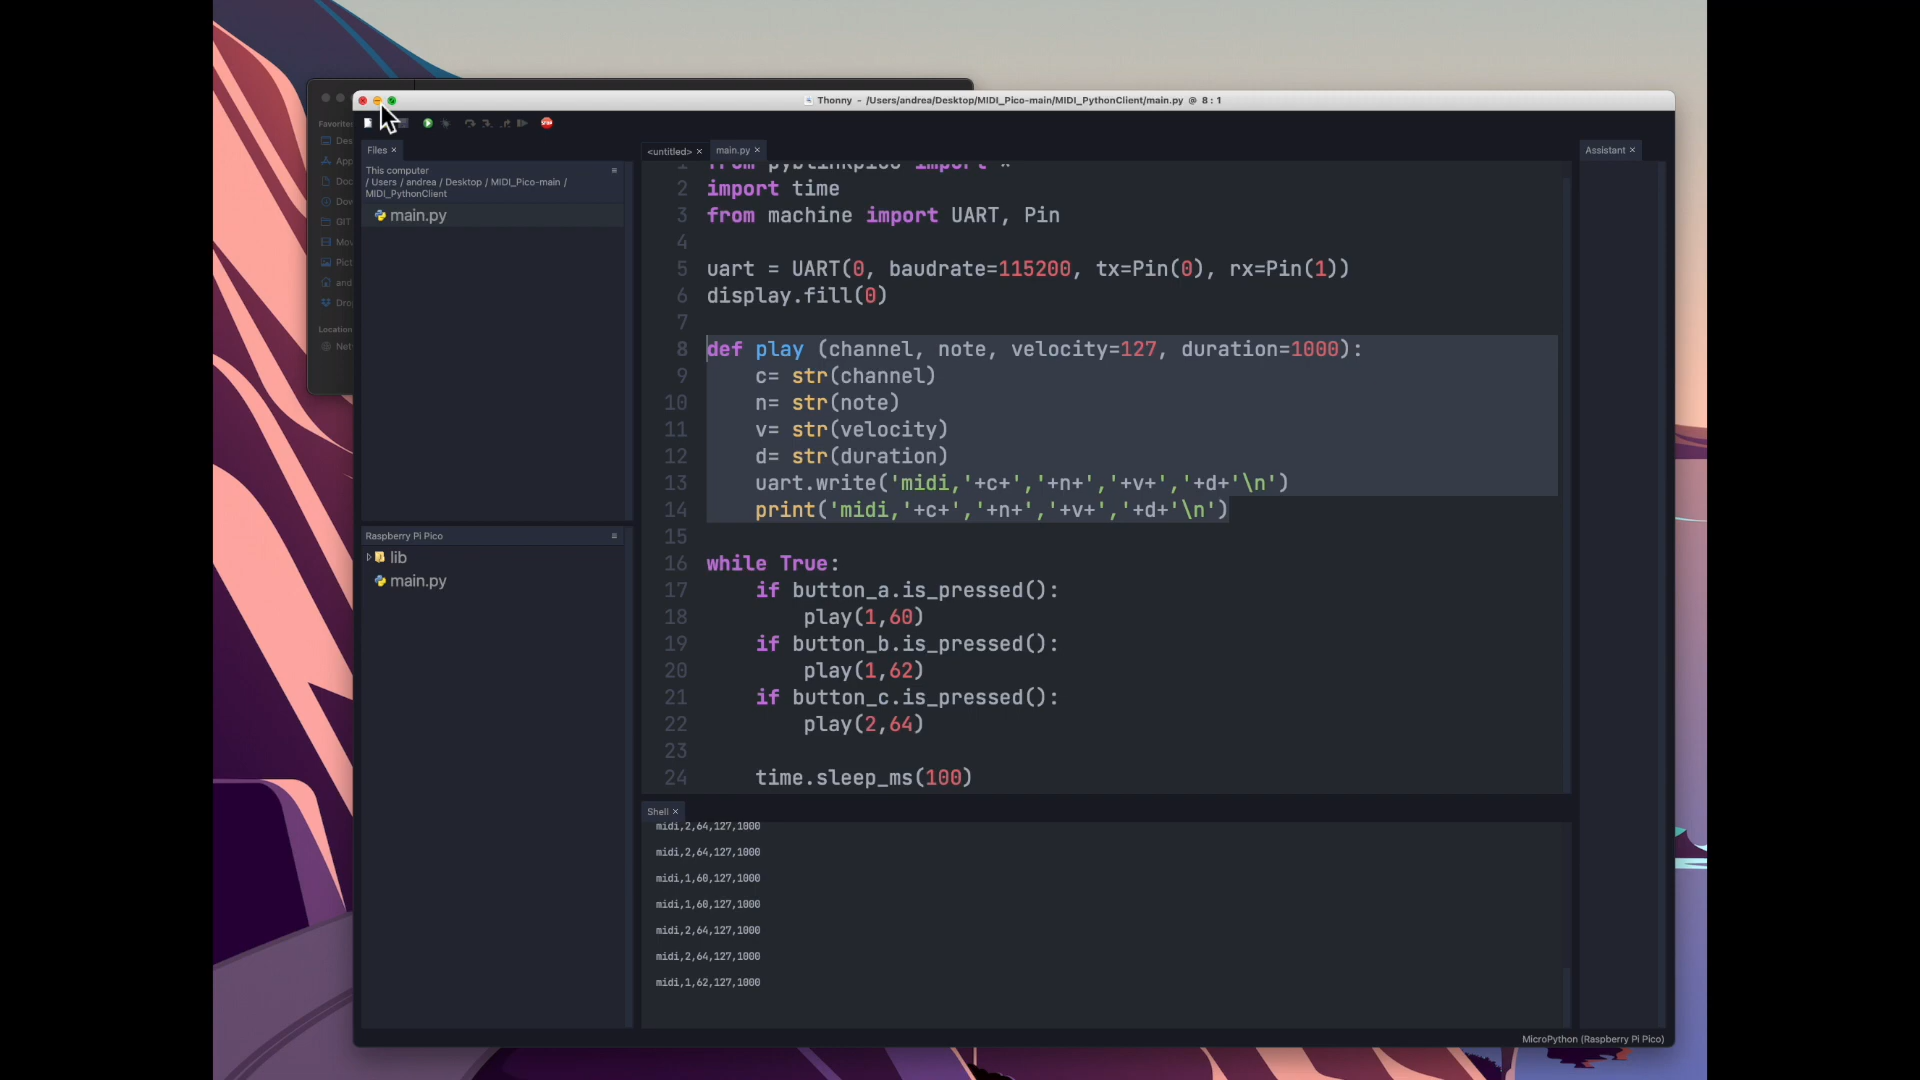 Thonny - /Users/andrea/Desktop/MIDI_Pico-main/MIDI_PythonClient/main.py @ 8 : 1
Favorites
Files ×
This computer
/ Users / andrea / Desktop / MIDI_Pico-main /
MIDI_PythonClient
main.py
Raspberry Pi Pico
lib
main.py
<untitled> ×
main.py ×
1 from pyblinkpico import *
2 import time
3 from machine import UART, Pin
4
5 uart = UART(0, baudrate=115200, tx=Pin(0), rx=Pin(1))
6 display.fill(0)
7
8 def play (channel, note, velocity=127, duration=1000):
9 c= str(channel)
10 n= str(note)
11 v= str(velocity)
12 d= str(duration)
13 uart.write('midi,'+c+','+n+','+v+','+d+'\n')
14 print('midi,'+c+','+n+','+v+','+d+'\n')
15
16 while True:
17 if button_a.is_pressed():
18 play(1,60)
19 if button_b.is_pressed():
20 play(1,62)
21 if button_c.is_pressed():
22 play(2,64)
23
24 time.sleep_ms(100)
Shell ×
midi,2,64,127,1000
midi,2,64,127,1000
midi,1,60,127,1000
midi,1,60,127,1000
midi,2,64,127,1000
midi,2,64,127,1000
midi,1,62,127,1000
Assistant ×
MicroPython (Raspberry Pi Pico)